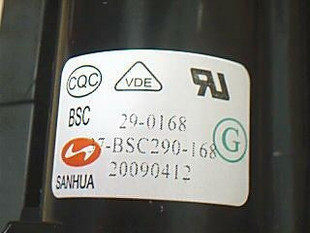 CQC VDE
BSC 29-0168
7-BSC290-168 G
SANHUA 20090412